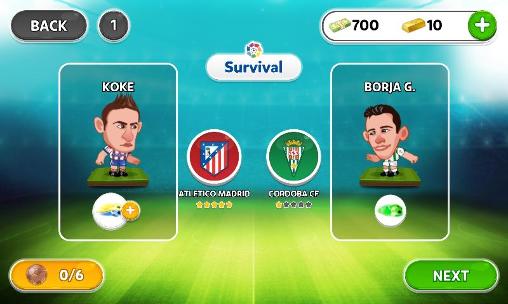 BACK
1
700
10
+
Survival
KOKE
BORJA G.
ATLETICO MADRID
CORDOBA CF
+
0/6
NEXT